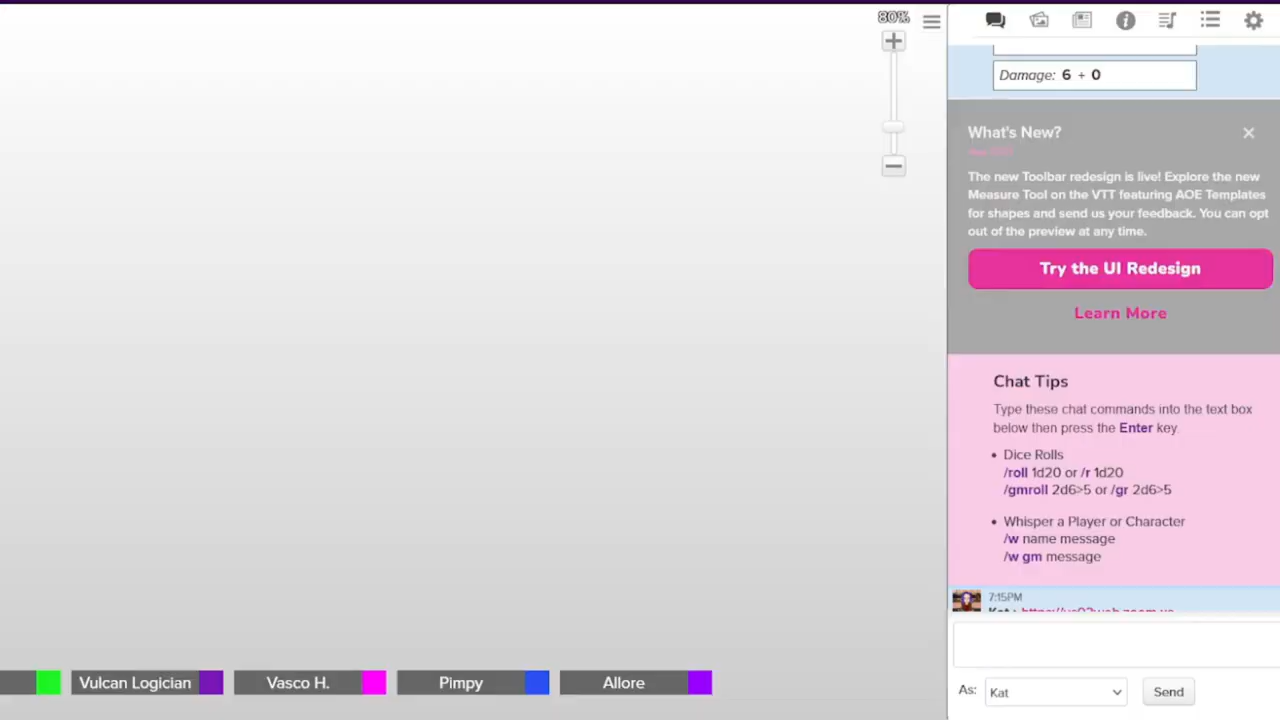 80%
Damage: 6 + 0
What's New?
The new Toolbar redesign is live! Explore the new
Measure Tool on the VTT featuring AOE Templates
for shapes and send us your feedback. You can opt
out of the preview at any time.
Try the UI Redesign
Learn More
Chat Tips
Type these chat commands into the text box
below then press the Enter key.
• Dice Rolls
/roll 1d20 or /r 1d20
/gmroll 2d6>5 or /gr 2d6>5
• Whisper a Player or Character
/w name message
/w gm message
7:15PM
Vulcan Logician
Vasco H.
Pimpy
Allore
As:
Kat
Send